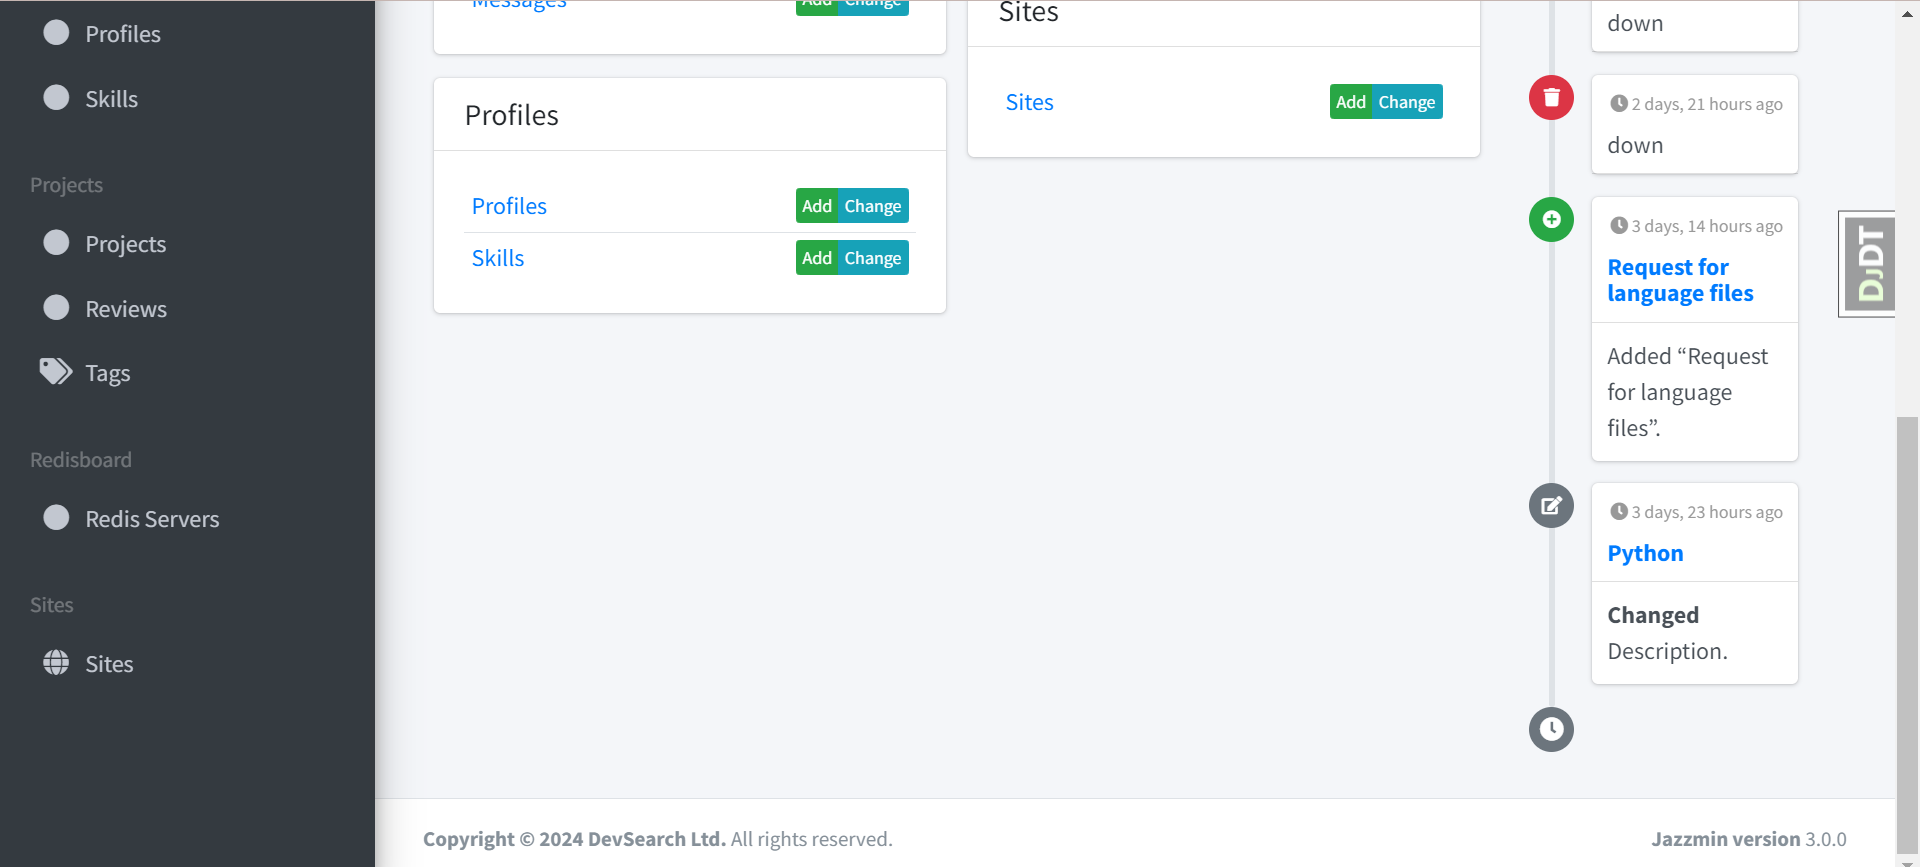 Profiles
Skills
Projects
Projects
Reviews
Tags
Redisboard
Redis Servers
Sites
Sites
Messages
Add Change
Profiles
Profiles
Add Change
Skills
Add Change
Sites
Sites
Add Change
down
2 days, 21 hours ago
down
3 days, 14 hours ago
Request for
language files
Added “Request
for language
files”.
3 days, 23 hours ago
Python
Changed
Description.
DJDT
Copyright © 2024 DevSearch Ltd. All rights reserved.
Jazzmin version 3.0.0